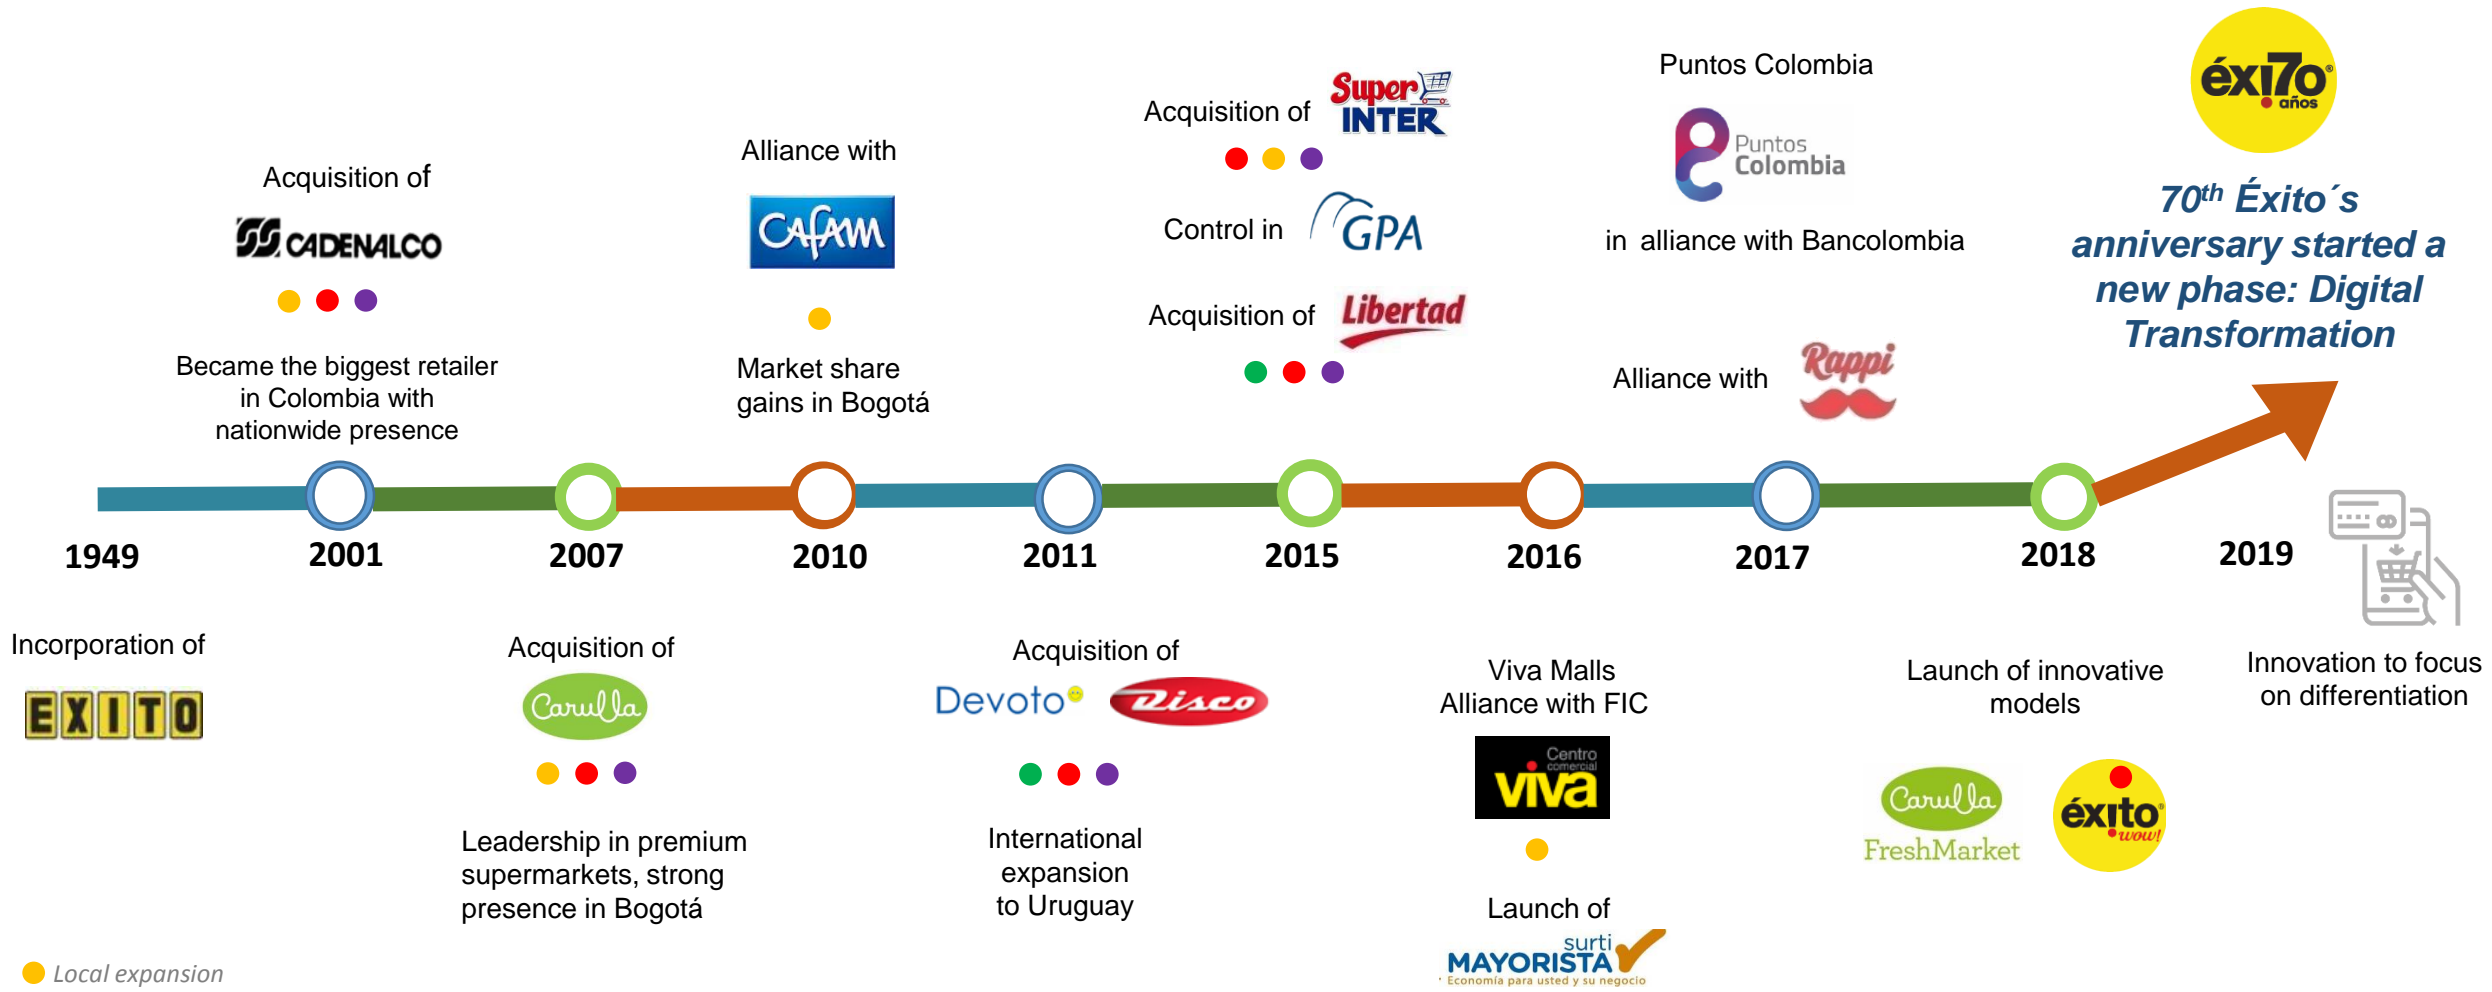 Acquisition of
CADENALCO
Became the biggest retailer
in Colombia with
nationwide presence
Alliance with
CAFAM
Market share
gains in Bogotá
Acquisition of
Super
INTER
Control in
GPA
Acquisition of
Libertad
Puntos Colombia
Puntos
Colombia
in alliance with Bancolombia
Alliance with
Rappi
éxi70®
años
70th Éxito´s
anniversary started a
new phase: Digital
Transformation
1949
2001
2007
2010
2011
2015
2016
2017
2018
2019
Incorporation of
EXITO
Acquisition of
Carulla
Leadership in premium
supermarkets, strong
presence in Bogotá
Acquisition of
Devoto
Disco
International
expansion
to Uruguay
Viva Malls
Alliance with FIC
Centro
comercial
viva
Launch of
surti
MAYORISTA
Economía para usted y su negocio
Launch of innovative
models
Carulla
FreshMarket
éxito®
wow!
Innovation to focus
on differentiation
Local expansion